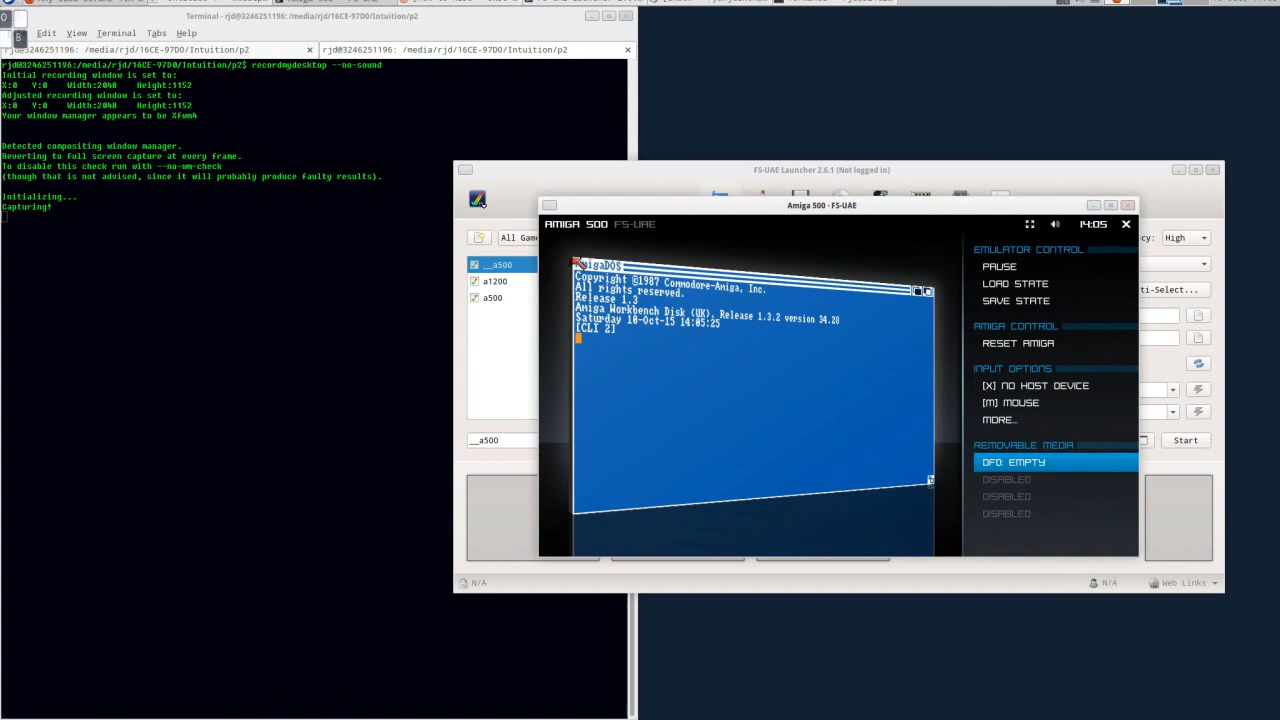 Terminal - rjd@3246251196: /media/rjd/16CE-97D0/Intuition/p2
Edit View Terminal Tabs Help
rjd@3246251196: /media/rjd/16CE-97D0/Intuition/p2
rjd@3246251196: /media/rjd/16CE-97D0/Intuition/p2
rjd@3246251196:/media/rjd/16CE-97D0/Intuition/p2$ recordmydesktop --no-sound
Initial recording window is set to:
X:0 Y:0 Width:2048 Height:1152
Adjusted recording window is set to:
X:0 Y:0 Width:2048 Height:1152
Your window manager appears to be Xfwm4
Detected compositing window manager.
Reverting to full screen capture at every frame.
To disable this check run with --no-wm-check
(though that is not advised, since it will probably produce faulty results).
Initializing...
Capturing!
FS-UAE Launcher 2.6.1 (Not logged in)
All Gam
cy: High
__a500
a1200
a500
ti-Select...
__a500
Start
N/A
N/A
Web Links
Amiga 500 · FS-UAE
AMIGA 500 FS-UAE
14:05
AmigaDOS
Copyright ©1987 Commodore-Amiga, Inc.
All rights reserved.
Release 1.3
Amiga Workbench Disk (UK). Release 1.3.2 version 34.28
Saturday 10-Oct-15 14:05:25
[CLI 2]
EMULATOR CONTROL
PAUSE
LOAD STATE
SAVE STATE
AMIGA CONTROL
RESET AMIGA
INPUT OPTIONS
[X] NO HOST DEVICE
[M] MOUSE
MORE...
REMOVABLE MEDIA
DF0: EMPTY
DISABLED
DISABLED
DISABLED